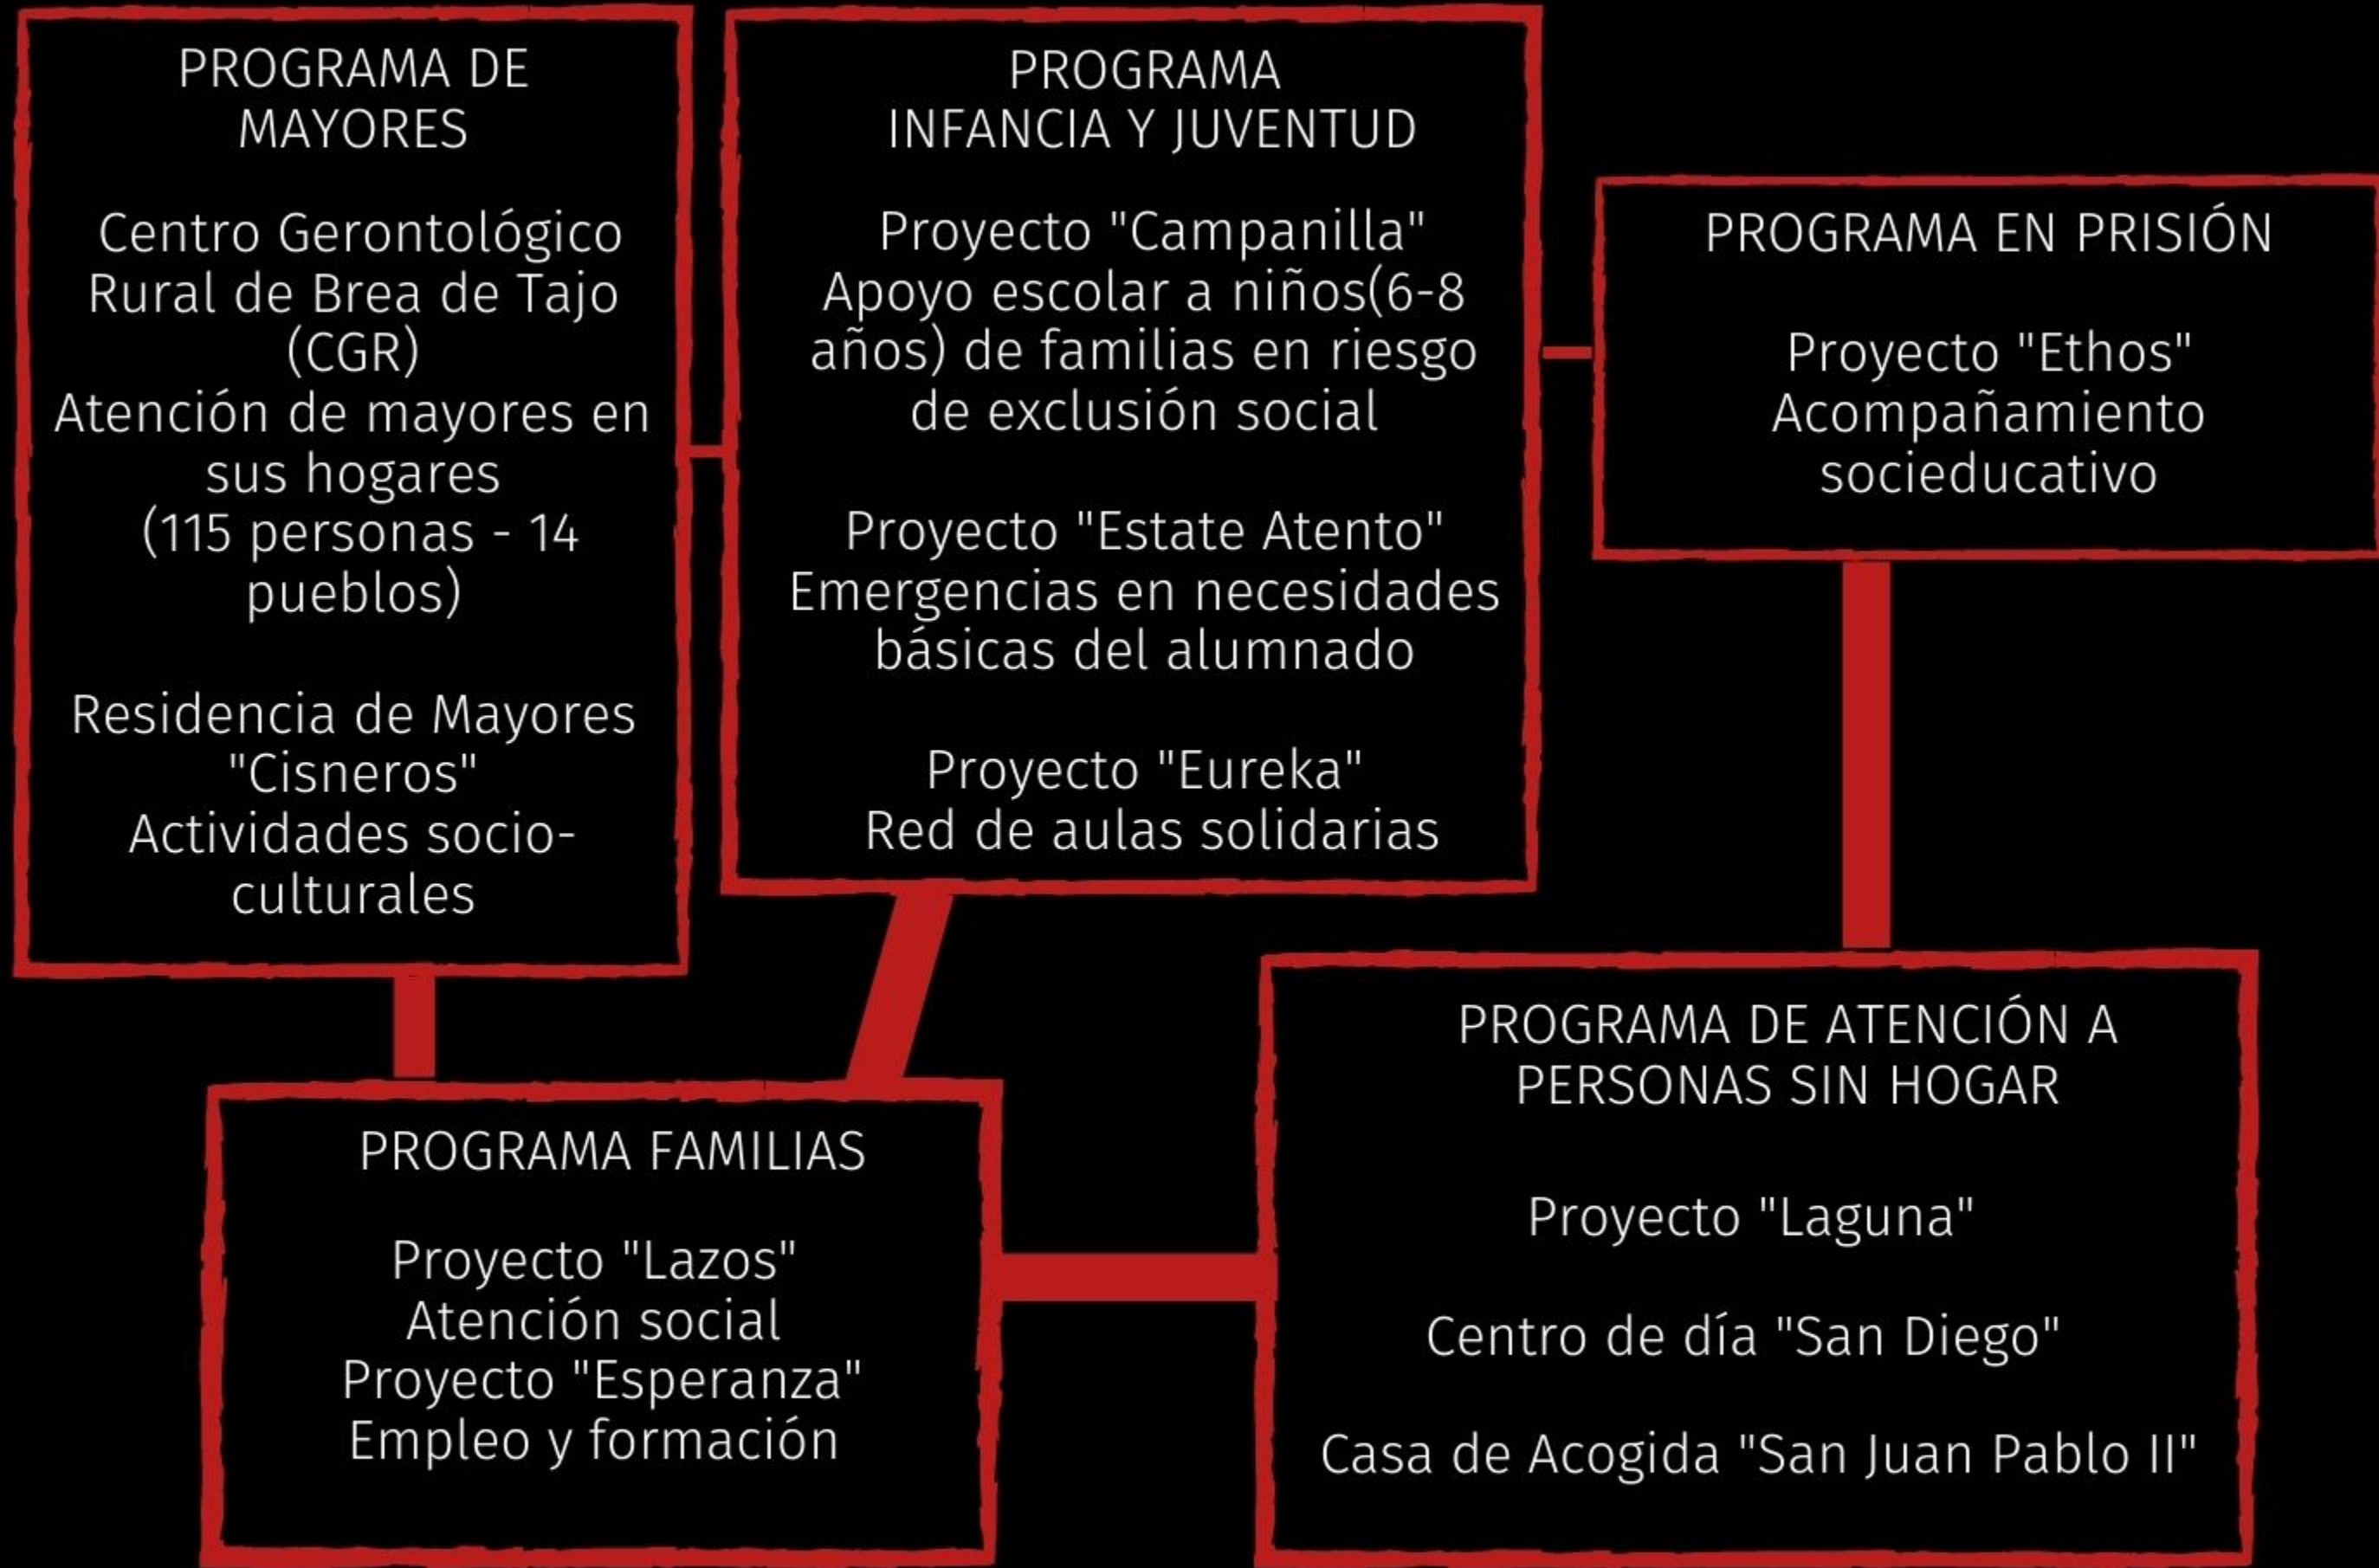 PROGRAMA DE
MAYORES
Centro Gerontológico
Rural de Brea de Tajo
(CGR)
Atención de mayores en
sus hogares
(115 personas - 14
pueblos)
Residencia de Mayores
"Cisneros"
Actividades socio-
culturales
PROGRAMA
INFANCIA Y JUVENTUD
Proyecto "Campanilla"
Apoyo escolar a niños(6-8
años) de familias en riesgo
de exclusión social
Proyecto "Estate Atento"
Emergencias en necesidades
básicas del alumnado
Proyecto "Eureka"
Red de aulas solidarias
PROGRAMA EN PRISIÓN
Proyecto "Ethos"
Acompañamiento
socieducativo
PROGRAMA FAMILIAS
Proyecto "Lazos"
Atención social
Proyecto "Esperanza"
Empleo y formación
PROGRAMA DE ATENCIÓN A
PERSONAS SIN HOGAR
Proyecto "Laguna"
Centro de día "San Diego"
Casa de Acogida "San Juan Pablo II"